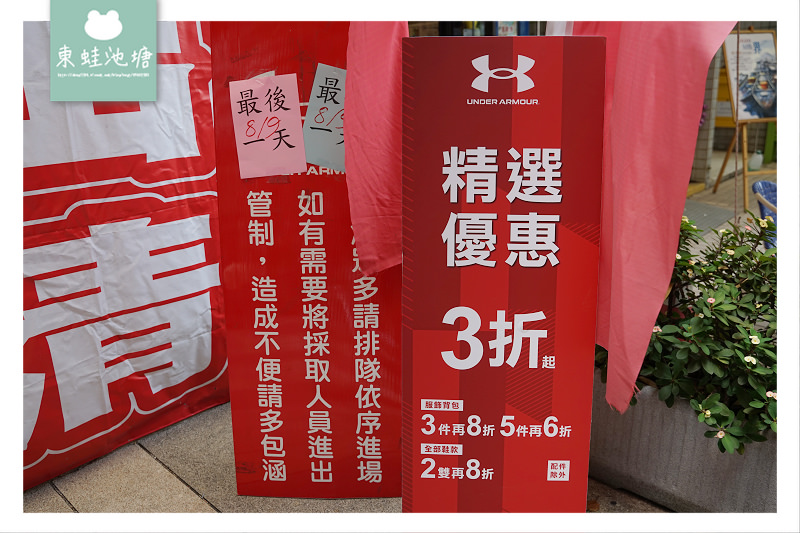 東蛙池塘
清
最後
8/9
一天
最
8/9
一天
眾多請排隊依序進場
如有需要將採取人員進出
管制,造成不便請多包涵
UNDER ARMOUR
精選
優惠
3折起
服飾背包
3件再8折 5件再6折
全部鞋款
2雙再8折
配件
除外